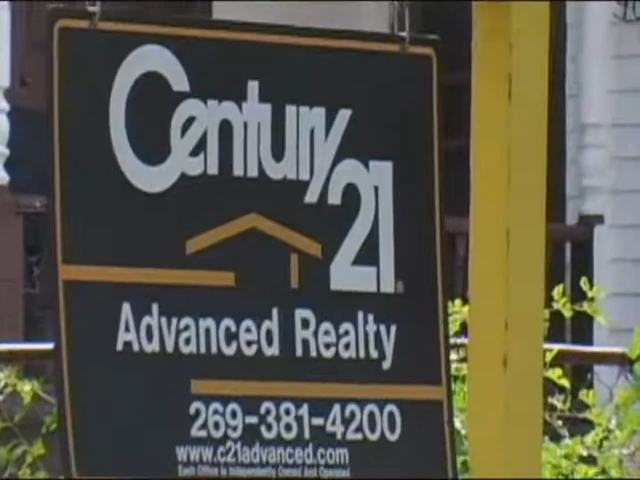 Century
21
Advanced Realty
269-381-4200
www.c21advanced.com
Each Office is Independently Owned And Operated